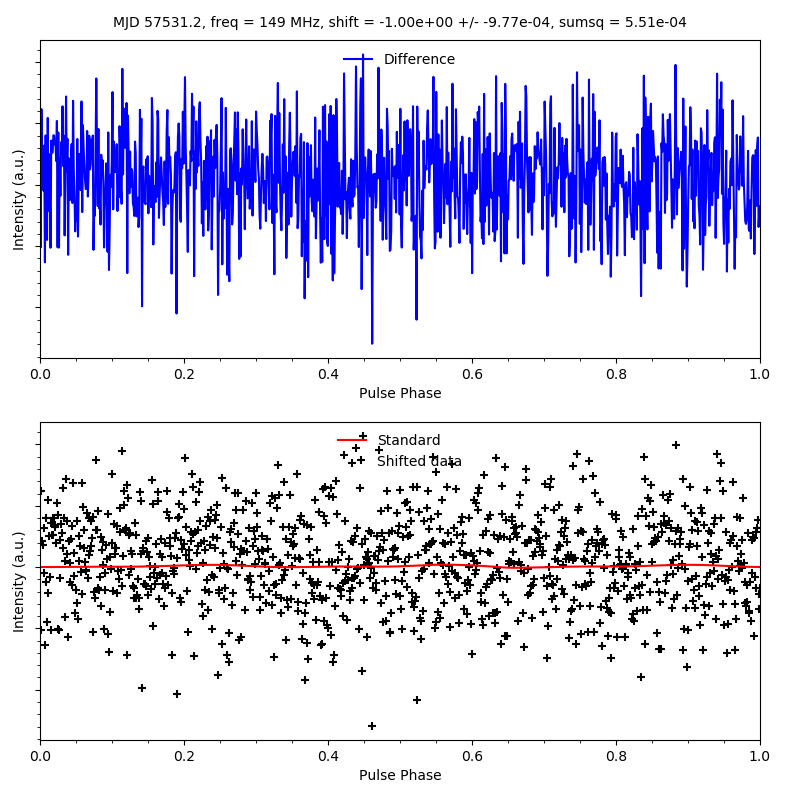 MJD 57531.2, freq = 149 MHz, shift = -1.00e+00 +/- -9.77e-04, sumsq = 5.51e-04
Difference
Intensity (a.u.)
0.0 0.2 0.4 0.6 0.8 1.0
Pulse Phase
Standard
Shifted data
Intensity (a.u.)
0.0 0.2 0.4 0.6 0.8 1.0
Pulse Phase